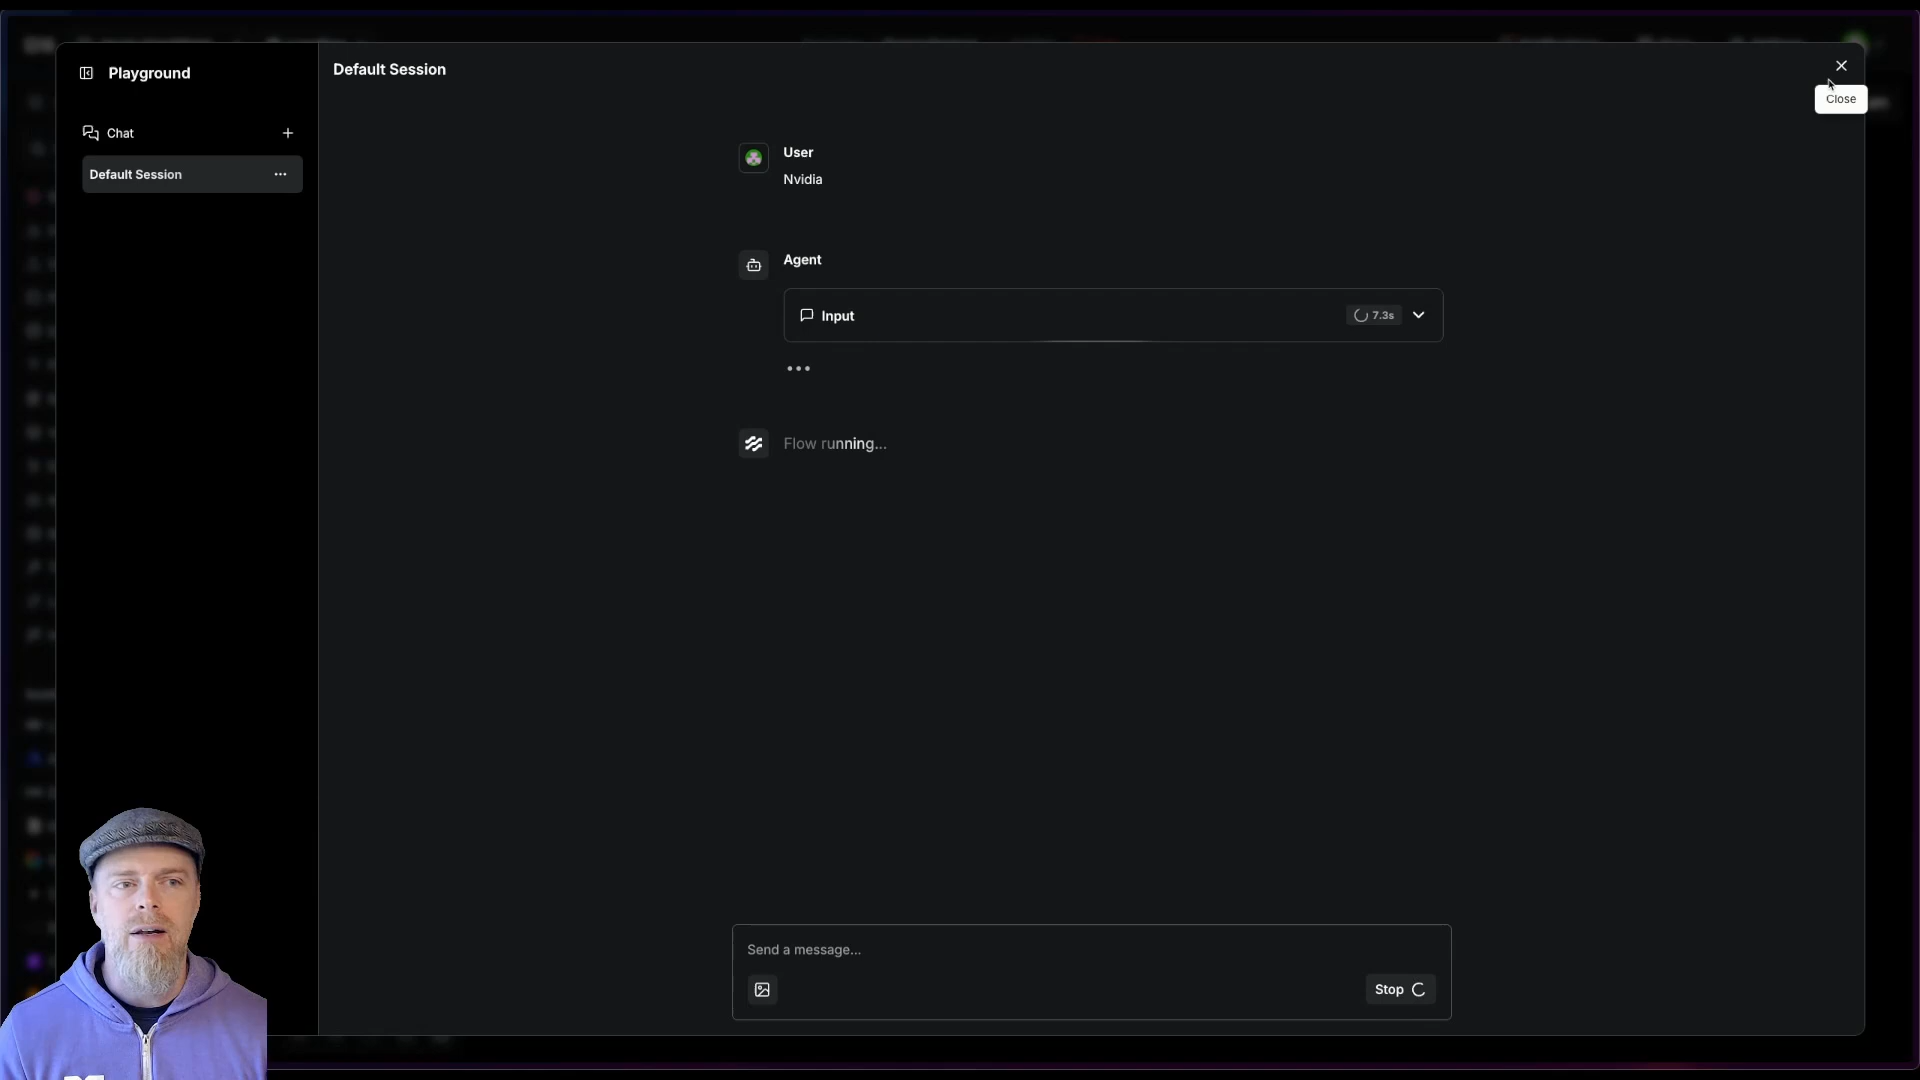 Playground
Default Session
Close
Chat
Default Session
User
Nvidia
Agent
Input
7.3s
Flow running...
Send a message...
Stop